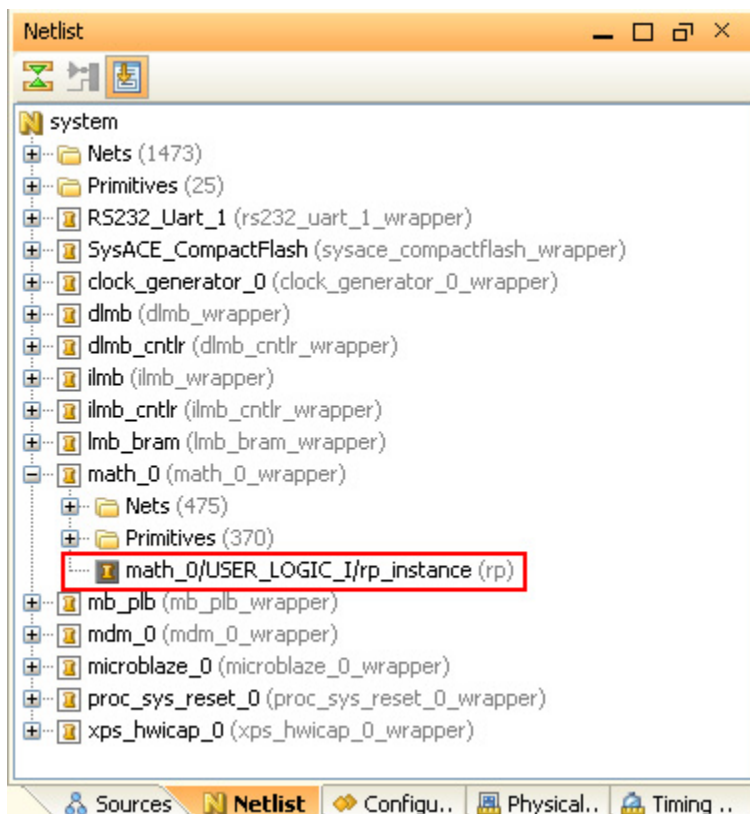 Netlist
system
Nets (1473)
Primitives (25)
RS232_Uart_1 (rs232_uart_1_wrapper)
SysACE_CompactFlash (sysace_compactflash_wrapper)
clock_generator_0 (clock_generator_0_wrapper)
dlmb (dlmb_wrapper)
dlmb_cntlr (dlmb_cntlr_wrapper)
ilmb (ilmb_wrapper)
ilmb_cntlr (ilmb_cntlr_wrapper)
lmb_bram (lmb_bram_wrapper)
math_0 (math_0_wrapper)
Nets (475)
Primitives (370)
math_0/USER_LOGIC_I/rp_instance (rp)
mb_plb (mb_plb_wrapper)
mdm_0 (mdm_0_wrapper)
microblaze_0 (microblaze_0_wrapper)
proc_sys_reset_0 (proc_sys_reset_0_wrapper)
xps_hwicap_0 (xps_hwicap_0_wrapper)
Sources Netlist Configu.. Physical.. Timing ..